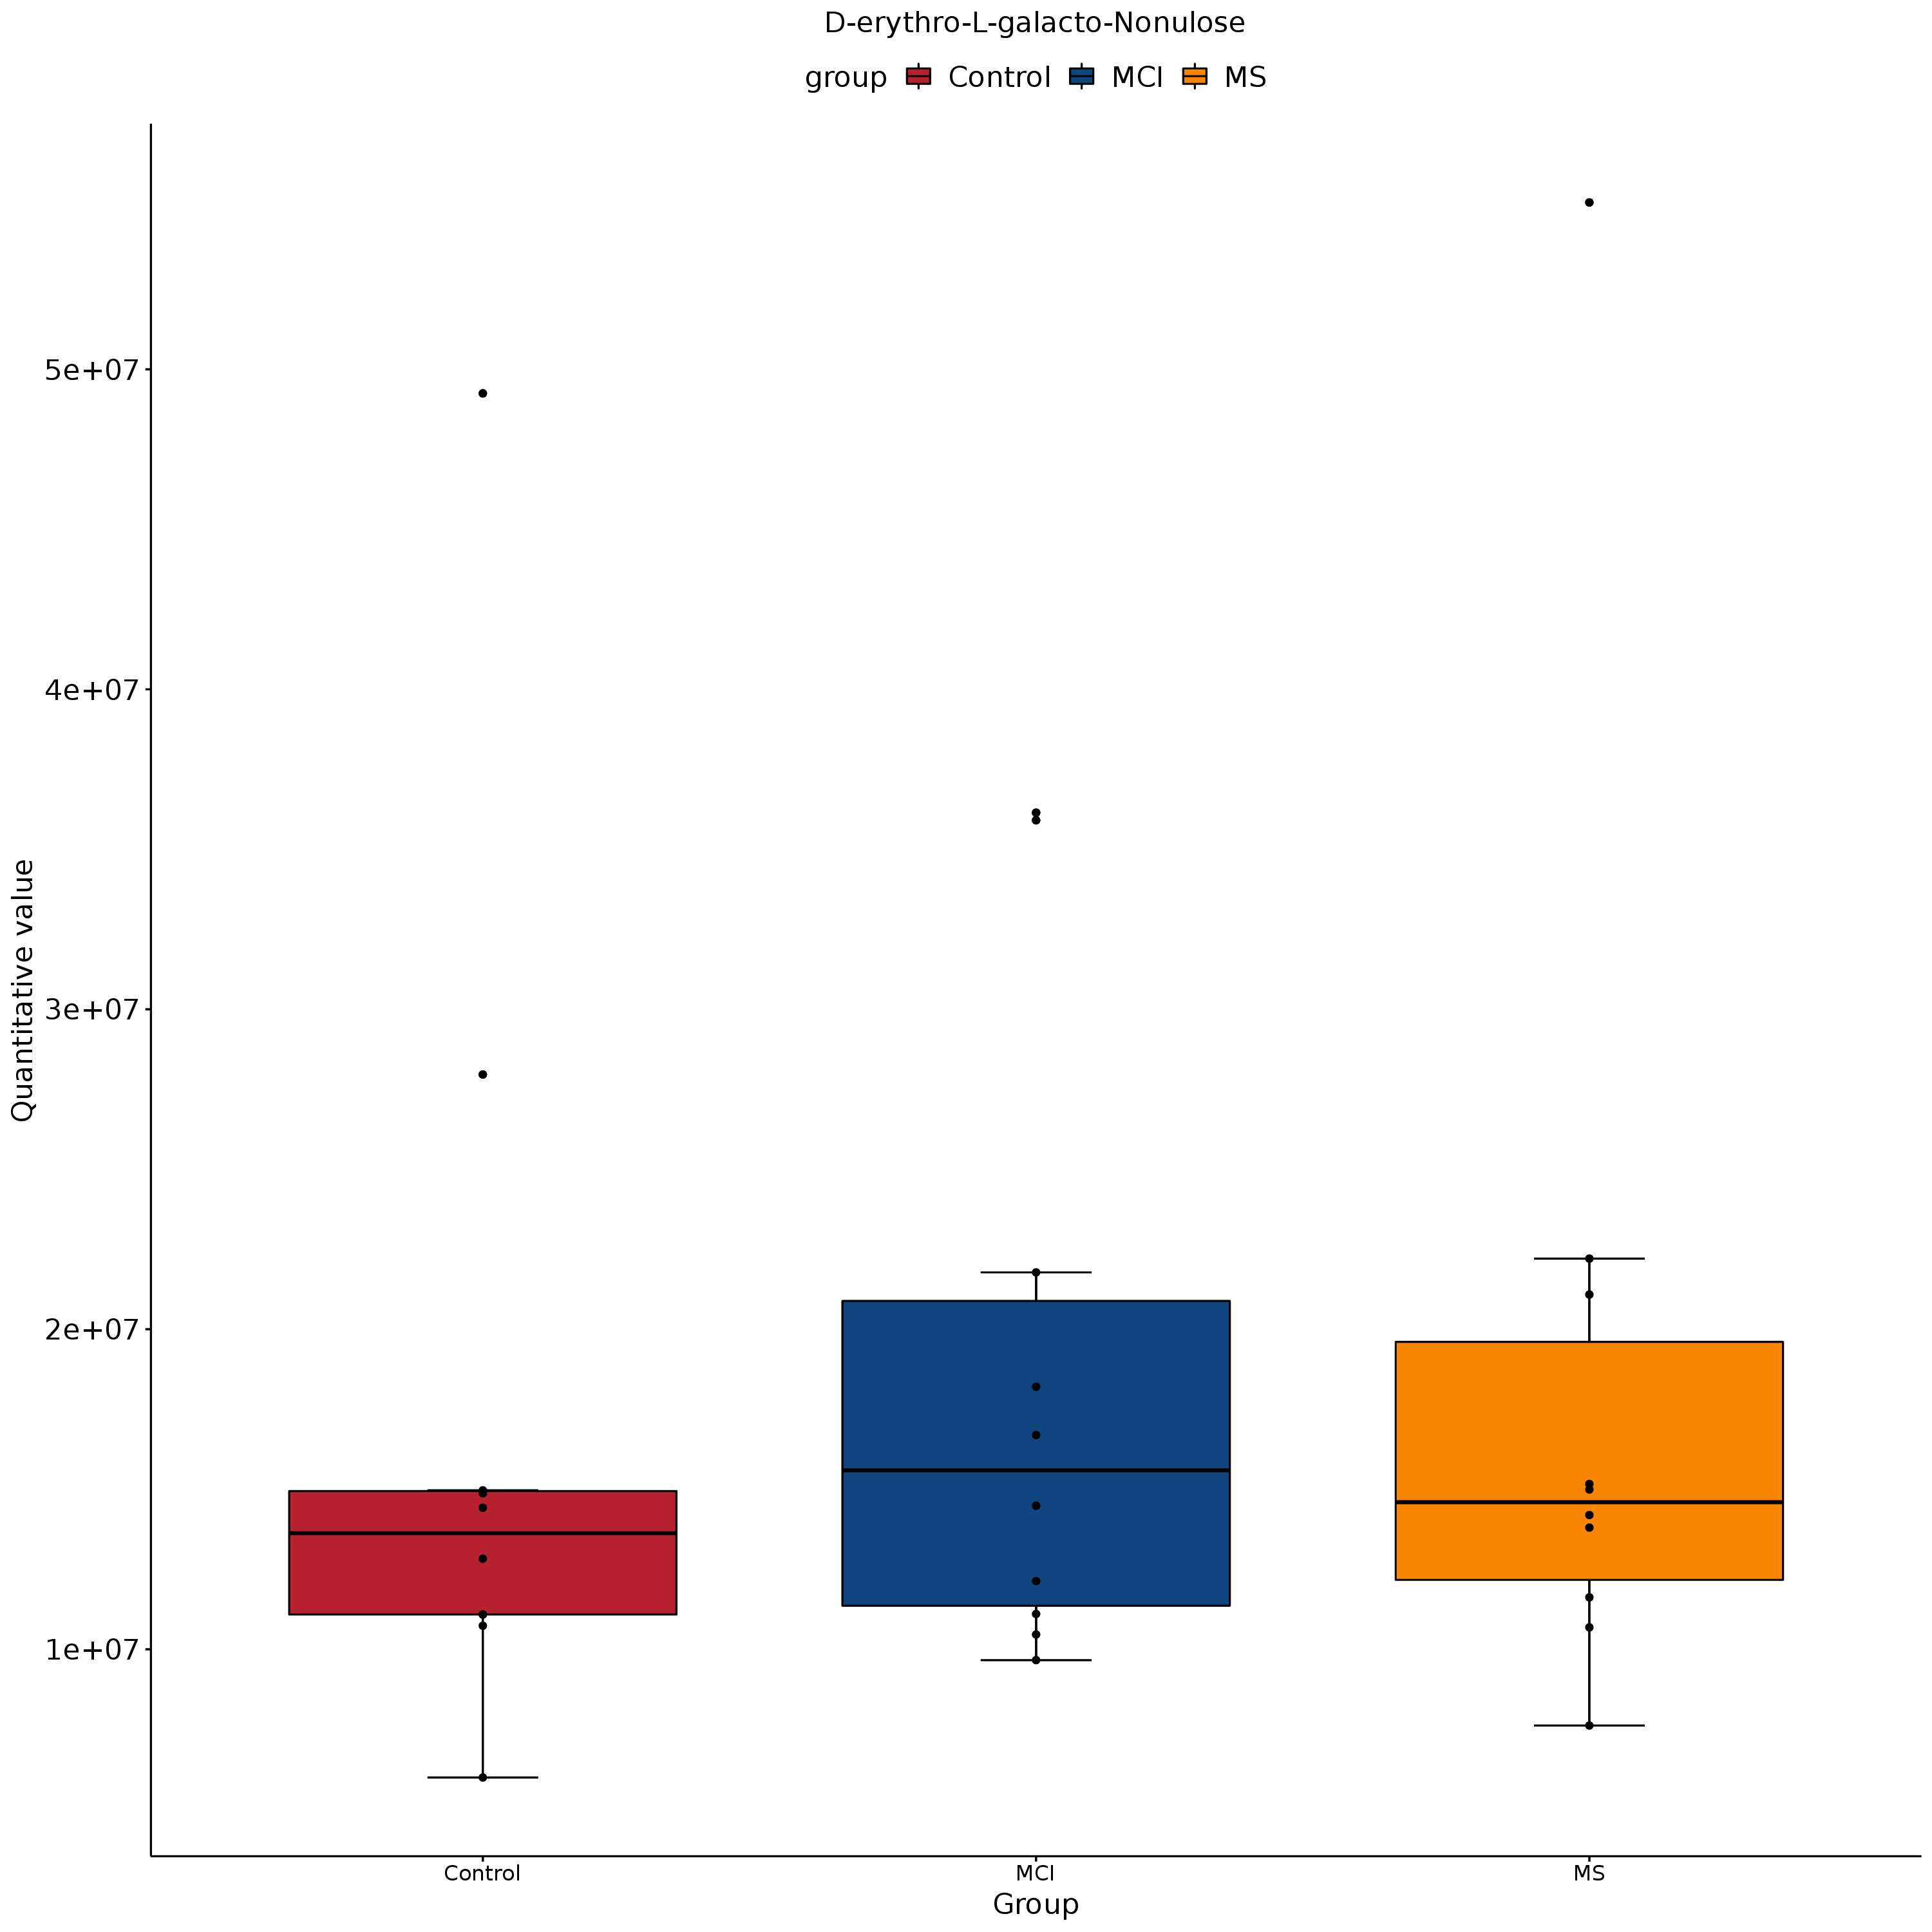 D-erythro-L-galacto-Nonulose
group Control MCI MS
5e+07
4e+07
3e+07
2e+07
1e+07
Quantitative value
Control MCI MS
Group